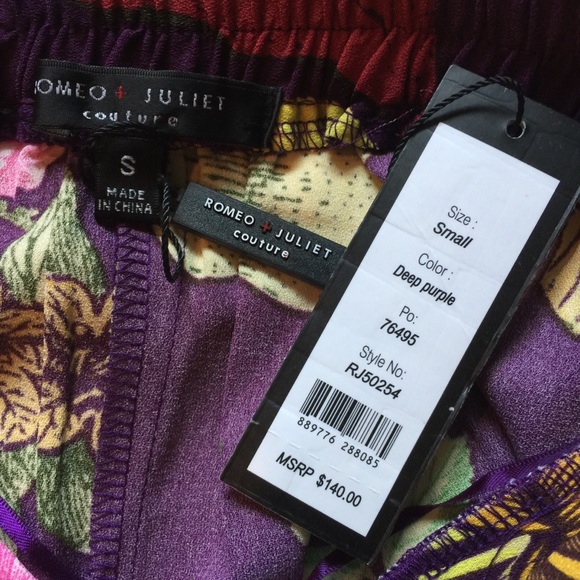 ROMEO + JULIET
couture
S
MADE
IN CHINA
ROMEO + JULIET
couture
Size :
Small
Color :
Deep purple
Po:
76495
Style No:
RJ50254
889776 288085
MSRP $140.00